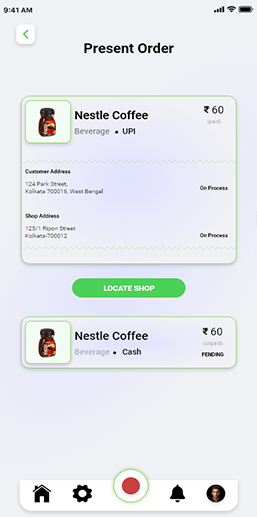 9:41 AM
Present Order
Nestle Coffee
₹ 60
Beverage • UPI
(paid)
Customer Address
124 Park Street,
Kolkata 700016, West Bengal
On Process
Shop Address
125/1 Ripon Street
Kolkata-700012
On Process
LOCATE SHOP
Nestle Coffee
₹ 60
(unpaid)
Beverage • Cash
PENDING